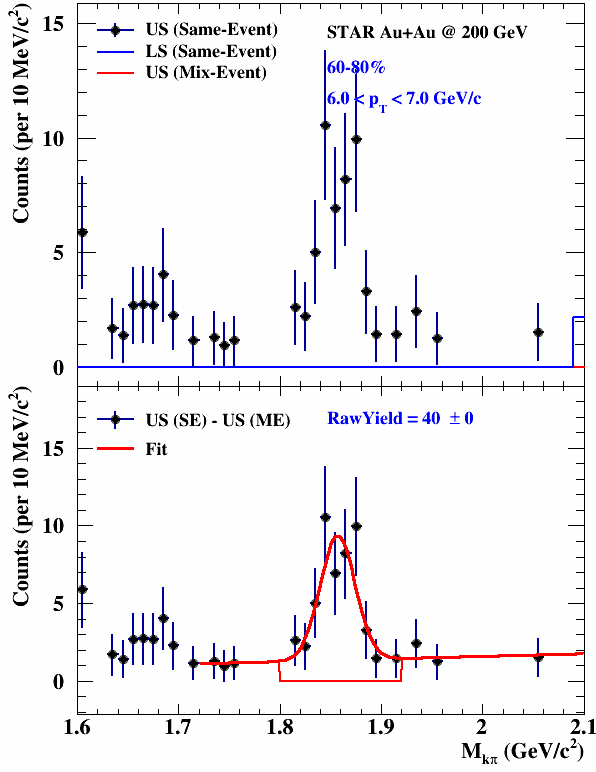 US (Same-Event)
LS (Same-Event)
US (Mix-Event)
STAR Au+Au @ 200 GeV
60-80%
6.0 < p_T < 7.0 GeV/c
Counts (per 10 MeV/c²)
15
10
5
0
US (SE) - US (ME)
Fit
RawYield = 40 ± 0
Counts (per 10 MeV/c²)
15
10
5
0
1.6 1.7 1.8 1.9 2 2.1
M_kπ (GeV/c²)